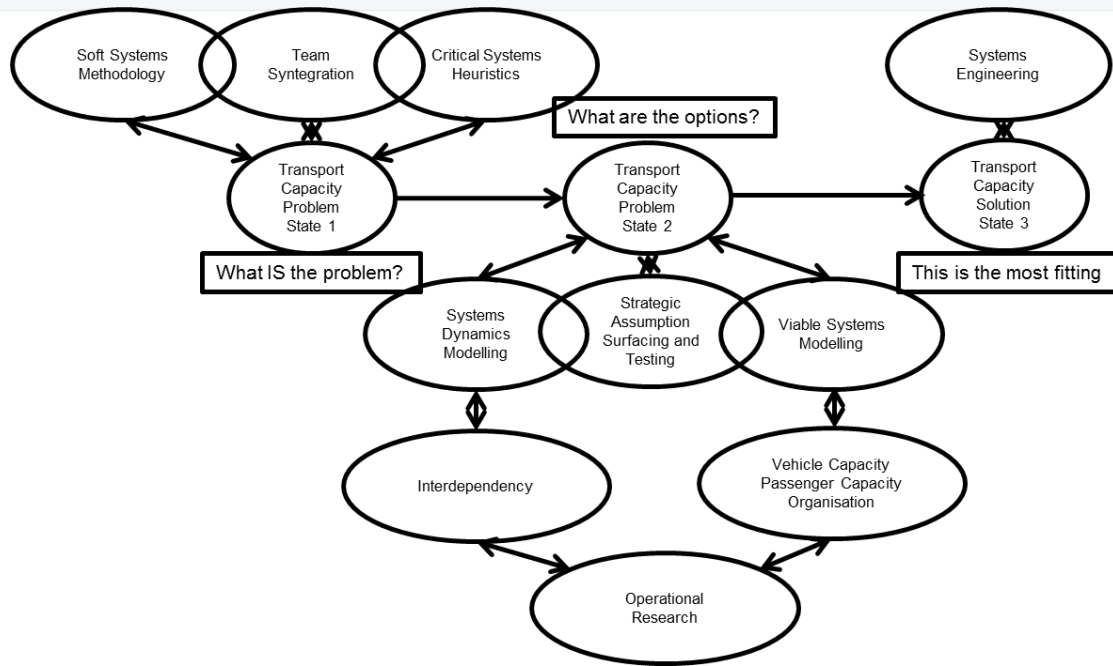 Soft Systems
Methodology
Team
Syntegration
Critical Systems
Heuristics
Systems
Engineering
What are the options?
Transport
Capacity
Problem
State 1
Transport
Capacity
Problem
State 2
Transport
Capacity
Solution
State 3
What IS the problem?
This is the most fitting
Systems
Dynamics
Modelling
Strategic
Assumption
Surfacing and
Testing
Viable Systems
Modelling
Interdependency
Vehicle Capacity
Passenger Capacity
Organisation
Operational
Research